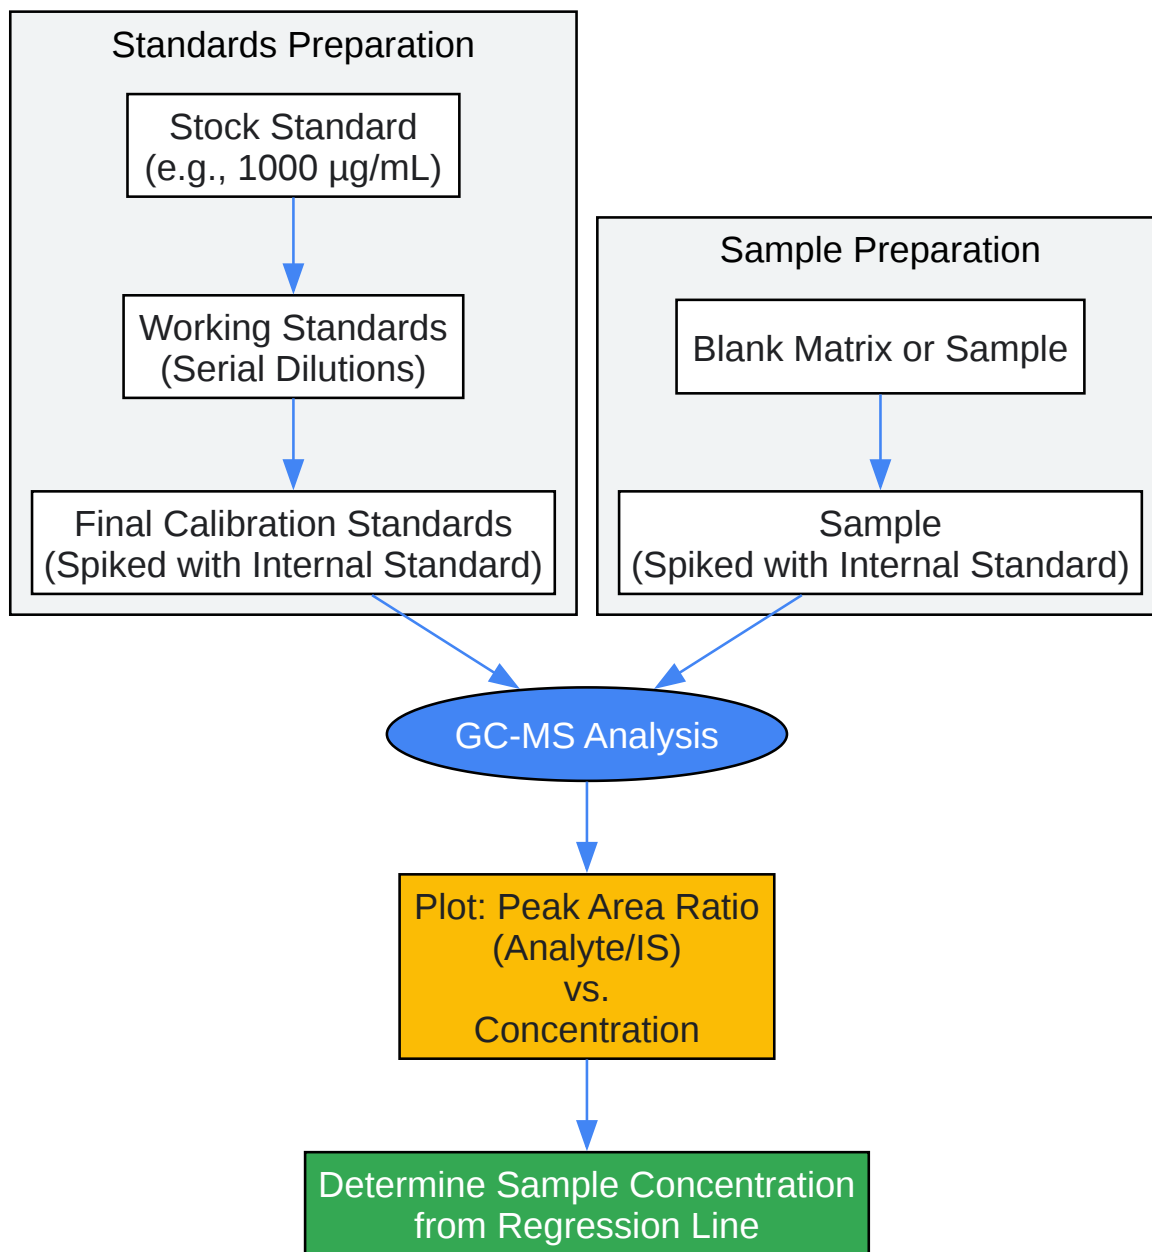 Standards Preparation
Stock Standard
(e.g., 1000 µg/mL)
Working Standards
(Serial Dilutions)
Final Calibration Standards
(Spiked with Internal Standard)
Sample Preparation
Blank Matrix or Sample
Sample
(Spiked with Internal Standard)
GC-MS Analysis
Plot: Peak Area Ratio
(Analyte/IS)
vs.
Concentration
Determine Sample Concentration
from Regression Line